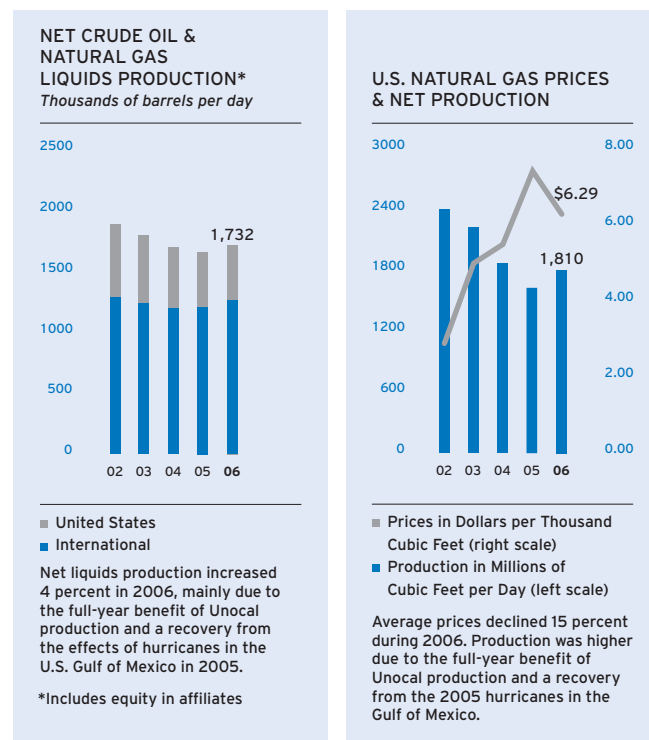 NET CRUDE OIL &
NATURAL GAS
LIQUIDS PRODUCTION*
Thousands of barrels per day
2500
2000
1,732
1500
1000
500
0
02 03 04 05 06
United States
International
Net liquids production increased
4 percent in 2006, mainly due to
the full-year benefit of Unocal
production and a recovery from
the effects of hurricanes in the
U.S. Gulf of Mexico in 2005.
*Includes equity in affiliates
U.S. NATURAL GAS PRICES
& NET PRODUCTION
3000 8.00
$6.29
2400 6.00
1,810
1800 4.00
1200 2.00
600
0 0.00
02 03 04 05 06
Prices in Dollars per Thousand
Cubic Feet (right scale)
Production in Millions of
Cubic Feet per Day (left scale)
Average prices declined 15 percent
during 2006. Production was higher
due to the full-year benefit of
Unocal production and a recovery
from the 2005 hurricanes in the
Gulf of Mexico.